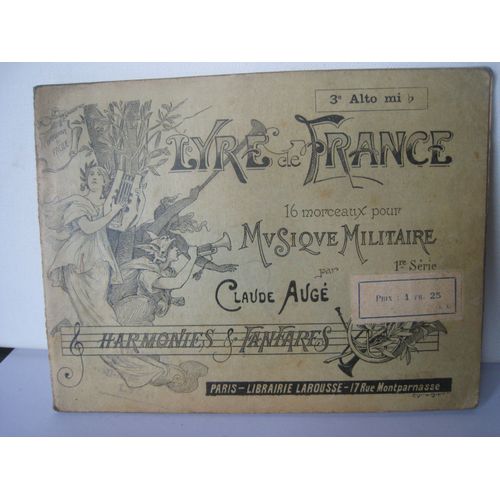 3e Alto mi ♭
LYRE de FRANCE
16 morceaux pour
MVSIQVE MILITAIRE
1re Série
par
CLAUDE AUGÉ
PRIX : 1 FR. 25
HARMONIES & FANFARES
PARIS – LIBRAIRIE LAROUSSE – 17 Rue Montparnasse